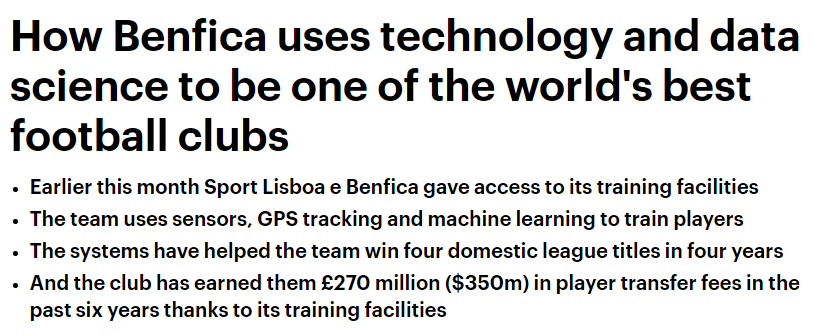 How Benfica uses technology and data
science to be one of the world's best
football clubs
• Earlier this month Sport Lisboa e Benfica gave access to its training facilities
• The team uses sensors, GPS tracking and machine learning to train players
• The systems have helped the team win four domestic league titles in four years
• And the club has earned them £270 million ($350m) in player transfer fees in the
past six years thanks to its training facilities